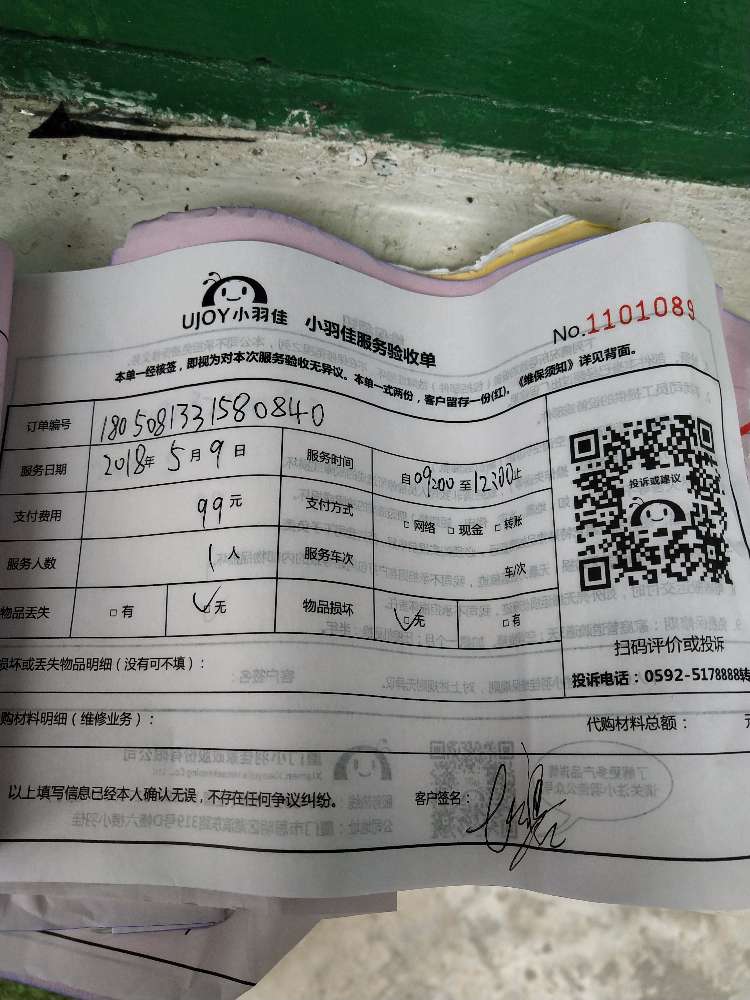 UJOY小羽佳 小羽佳服务验收单
No.1101089
本单一经核签，即视为对本次服务验收无异议。本单一式两份，客户留存一份(红)。《维保须知》详见背面。
订单编号 180508131580840
服务日期 2018年5月9日 服务时间 自09:00至12:00止
支付费用 99元 支付方式 □网络 □现金 □转账
服务人数 1人 服务车次 车次
物品丢失 □有 □无 物品损坏 □无 □有
投诉或建议
扫码评价或投诉
投诉电话：0592-5178888转
损坏或丢失物品明细（没有可不填）：
购材料明细（维修业务）： 代购材料总额：
以上填写信息已经本人确认无误，不存在任何争议纠纷。 客户签名：